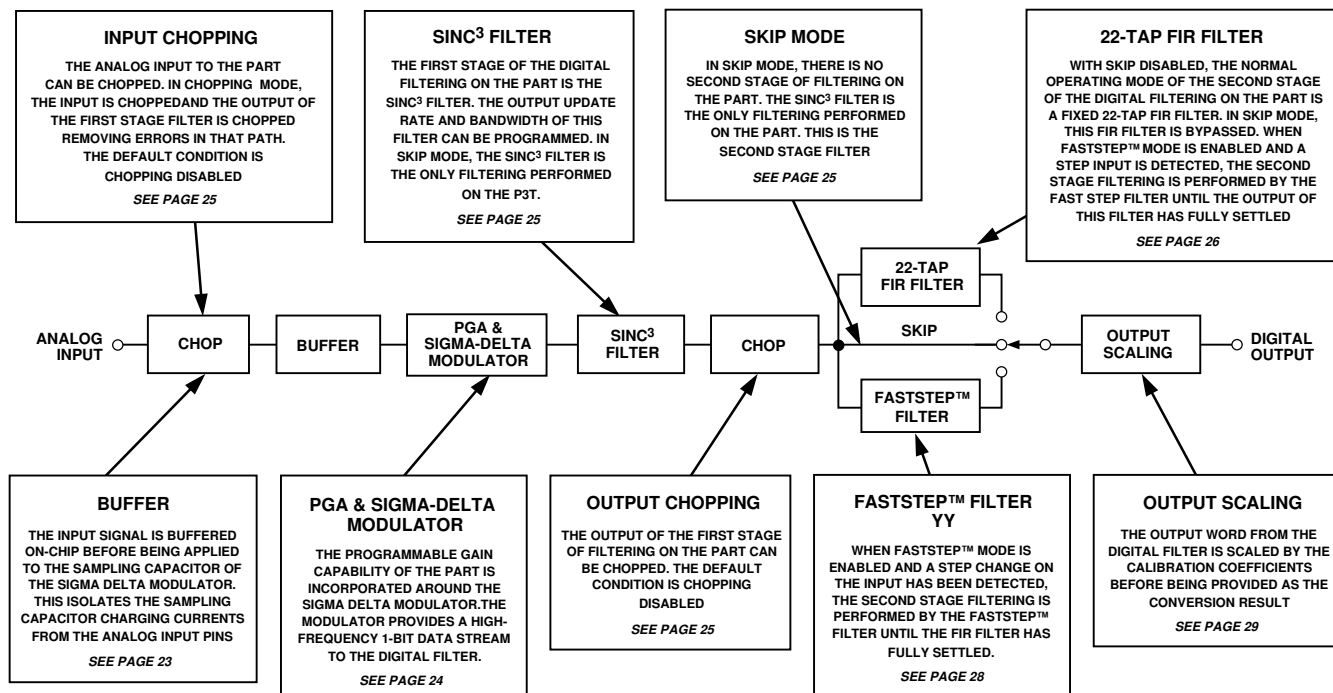 INPUT CHOPPING
THE ANALOG INPUT TO THE PART
CAN BE CHOPPED. IN CHOPPING MODE,
THE INPUT IS CHOPPEDAND THE OUTPUT OF
THE FIRST STAGE FILTER IS CHOPPED
REMOVING ERRORS IN THAT PATH.
THE DEFAULT CONDITION IS
CHOPPING DISABLED
SEE PAGE 25
SINC³ FILTER
THE FIRST STAGE OF THE DIGITAL
FILTERING ON THE PART IS THE
SINC³ FILTER. THE OUTPUT UPDATE
RATE AND BANDWIDTH OF THIS
FILTER CAN BE PROGRAMMED. IN
SKIP MODE, THE SINC³ FILTER IS
THE ONLY FILTERING PERFORMED
ON THE P3T.
SEE PAGE 25
SKIP MODE
IN SKIP MODE, THERE IS NO
SECOND STAGE OF FILTERING ON
THE PART. THE SINC³ FILTER IS
THE ONLY FILTERING PERFORMED
ON THE PART. THIS IS THE
SECOND STAGE FILTER
SEE PAGE 25
22-TAP FIR FILTER
WITH SKIP DISABLED, THE NORMAL
OPERATING MODE OF THE SECOND STAGE
OF THE DIGITAL FILTERING ON THE PART IS
A FIXED 22-TAP FIR FILTER. IN SKIP MODE,
THIS FIR FILTER IS BYPASSED. WHEN
FASTSTEP™ MODE IS ENABLED AND A
STEP INPUT IS DETECTED, THE SECOND
STAGE FILTERING IS PERFORMED BY THE
FAST STEP FILTER UNTIL THE OUTPUT OF
THIS FILTER HAS FULLY SETTLED
SEE PAGE 26
ANALOG
INPUT
CHOP
BUFFER
PGA &
SIGMA-DELTA
MODULATOR
SINC³
FILTER
CHOP
22-TAP
FIR FILTER
SKIP
FASTSTEP™
FILTER
OUTPUT
SCALING
DIGITAL
OUTPUT
BUFFER
THE INPUT SIGNAL IS BUFFERED
ON-CHIP BEFORE BEING APPLIED
TO THE SAMPLING CAPACITOR OF
THE SIGMA DELTA MODULATOR.
THIS ISOLATES THE SAMPLING
CAPACITOR CHARGING CURRENTS
FROM THE ANALOG INPUT PINS
SEE PAGE 23
PGA & SIGMA-DELTA
MODULATOR
THE PROGRAMMABLE GAIN
CAPABILITY OF THE PART IS
INCORPORATED AROUND THE
SIGMA DELTA MODULATOR.THE
MODULATOR PROVIDES A HIGH-
FREQUENCY 1-BIT DATA STREAM
TO THE DIGITAL FILTER.
SEE PAGE 24
OUTPUT CHOPPING
THE OUTPUT OF THE FIRST STAGE
OF FILTERING ON THE PART CAN
BE CHOPPED. THE DEFAULT
CONDITION IS CHOPPING
DISABLED
SEE PAGE 25
FASTSTEP™ FILTER
YY
WHEN FASTSTEP™ MODE IS
ENABLED AND A STEP CHANGE ON
THE INPUT HAS BEEN DETECTED,
THE SECOND STAGE FILTERING IS
PERFORMED BY THE FASTSTEP™
FILTER UNTIL THE FIR FILTER HAS
FULLY SETTLED.
SEE PAGE 28
OUTPUT SCALING
THE OUTPUT WORD FROM THE
DIGITAL FILTER IS SCALED BY THE
CALIBRATION COEFFICIENTS
BEFORE BEING PROVIDED AS THE
CONVERSION RESULT
SEE PAGE 29